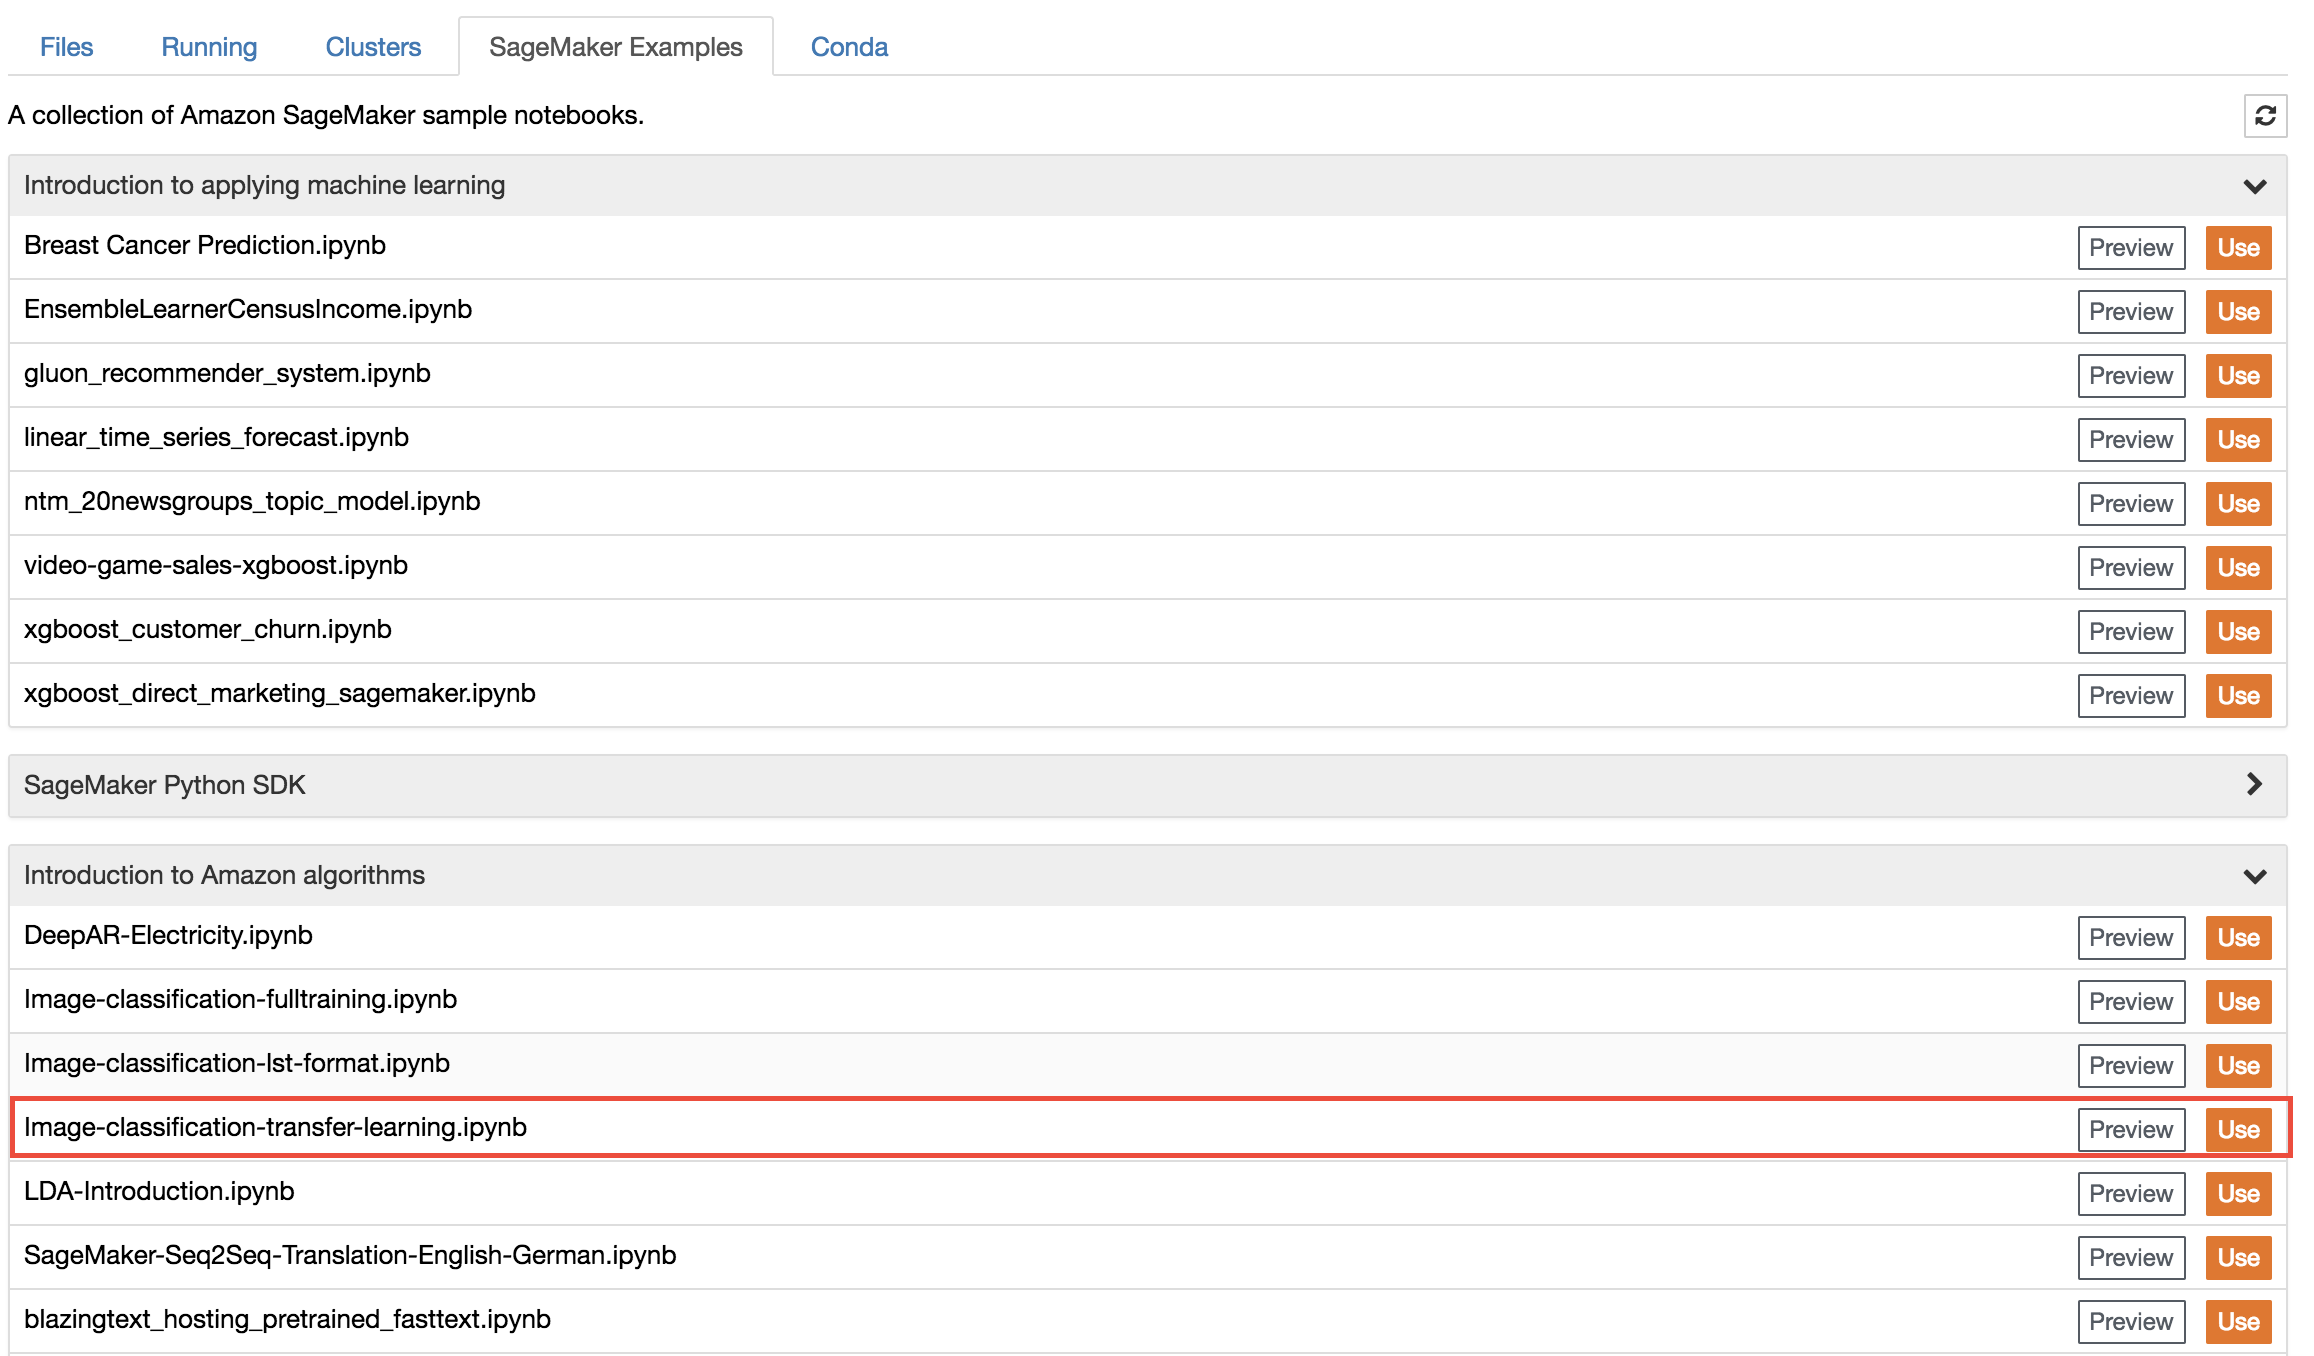 Files Running Clusters SageMaker Examples Conda
A collection of Amazon SageMaker sample notebooks.
Introduction to applying machine learning
Breast Cancer Prediction.ipynb Preview Use
EnsembleLearnerCensusIncome.ipynb Preview Use
gluon_recommender_system.ipynb Preview Use
linear_time_series_forecast.ipynb Preview Use
ntm_20newsgroups_topic_model.ipynb Preview Use
video-game-sales-xgboost.ipynb Preview Use
xgboost_customer_churn.ipynb Preview Use
xgboost_direct_marketing_sagemaker.ipynb Preview Use
SageMaker Python SDK
Introduction to Amazon algorithms
DeepAR-Electricity.ipynb Preview Use
Image-classification-fulltraining.ipynb Preview Use
Image-classification-lst-format.ipynb Preview Use
Image-classification-transfer-learning.ipynb Preview Use
LDA-Introduction.ipynb Preview Use
SageMaker-Seq2Seq-Translation-English-German.ipynb Preview Use
blazingtext_hosting_pretrained_fasttext.ipynb Preview Use